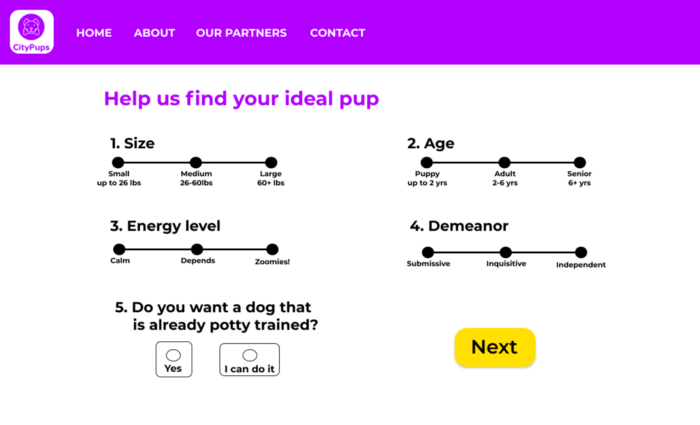 CityPups
HOME ABOUT OUR PARTNERS CONTACT
Help us find your ideal pup
1. Size
Small Medium Large
up to 26 lbs 26-60lbs 60+ lbs
2. Age
Puppy Adult Senior
up to 2 yrs 2-6 yrs 6+ yrs
3. Energy level
Calm Depends Zoomies!
4. Demeanor
Submissive Inquisitive Independent
5. Do you want a dog that
is already potty trained?
Yes I can do it
Next